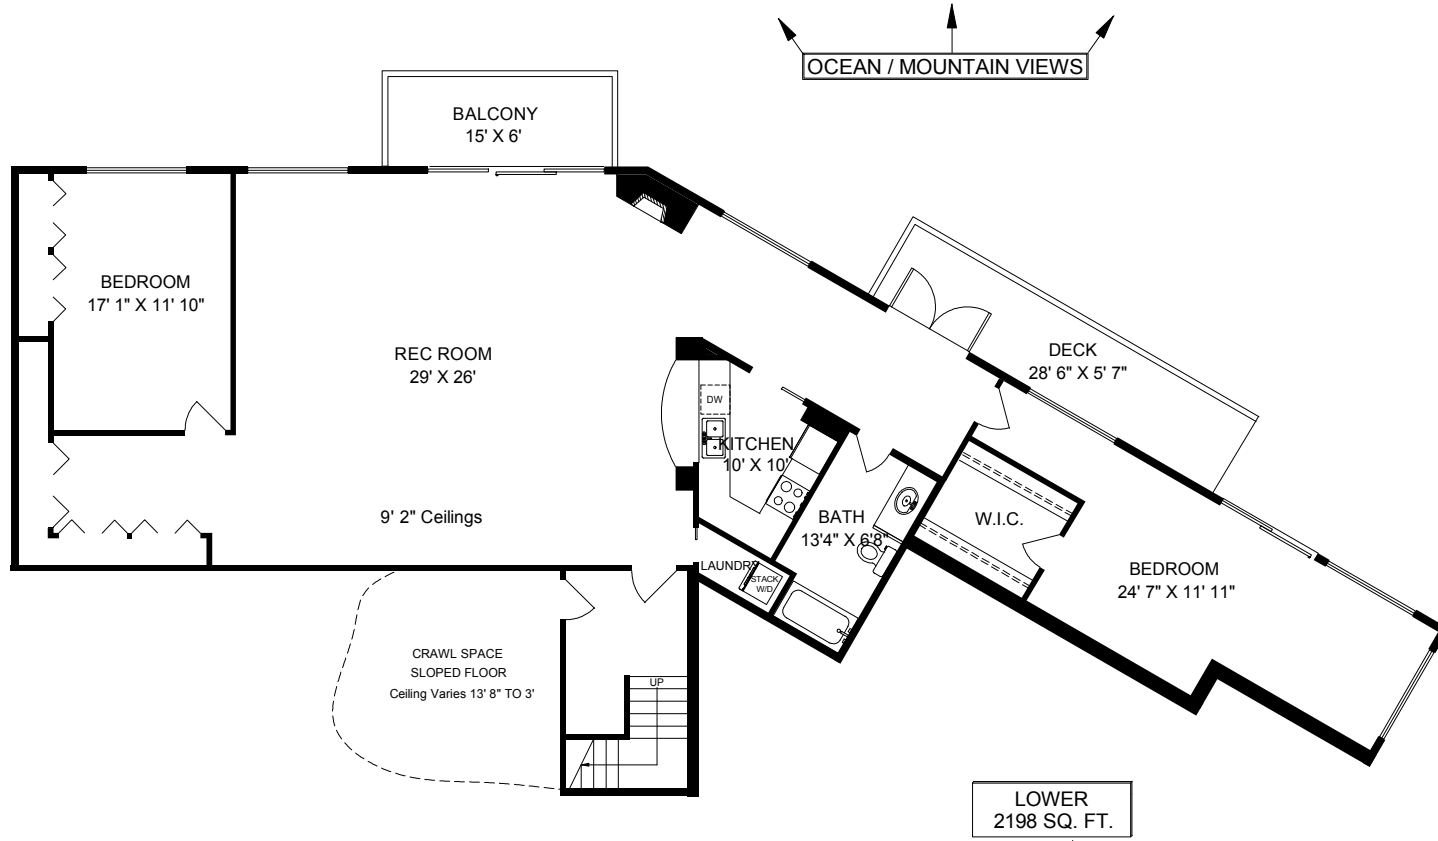 OCEAN / MOUNTAIN VIEWS
BALCONY
15' X 6'
BEDROOM
17' 1" X 11' 10"
REC ROOM
29' X 26'
DECK
28' 6" X 5' 7"
DW
KITCHEN
10' X 10'
9' 2" Ceilings
BATH
13'4" X 6'8"
W.I.C.
LAUNDRY
STACK
W/D
BEDROOM
24' 7" X 11' 11"
CRAWL SPACE
SLOPED FLOOR
Ceiling Varies 13' 8" TO 3'
UP
LOWER
2198 SQ. FT.